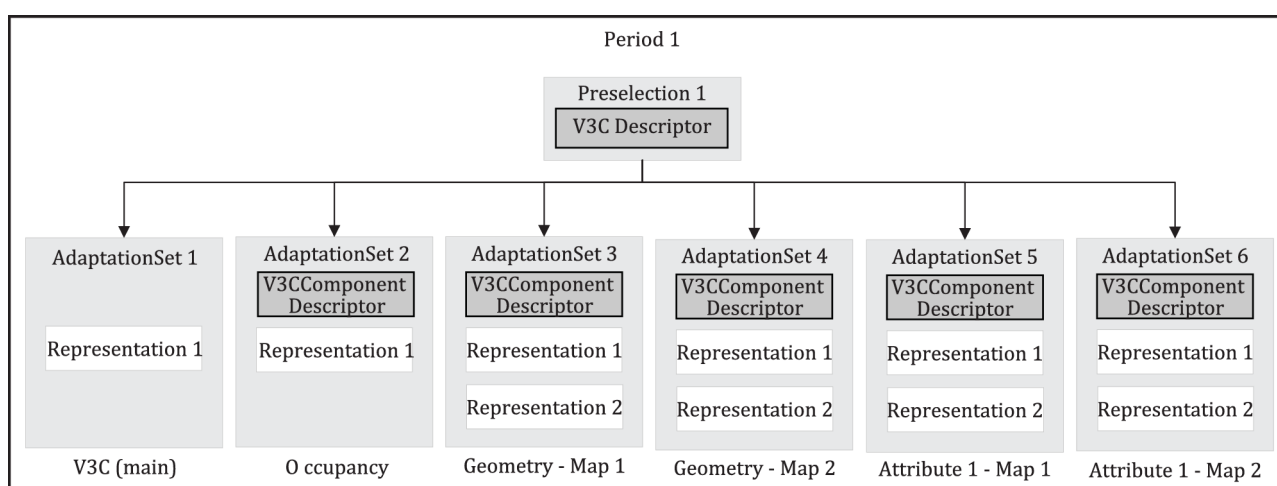 Period 1
Preselection 1
V3C Descriptor
AdaptationSet 1
Representation 1
V3C (main)
AdaptationSet 2
V3CComponent
Descriptor
Representation 1
O ccupancy
AdaptationSet 3
V3CComponent
Descriptor
Representation 1
Representation 2
Geometry - Map 1
AdaptationSet 4
V3CComponent
Descriptor
Representation 1
Representation 2
Geometry - Map 2
AdaptationSet 5
V3CComponent
Descriptor
Representation 1
Representation 2
Attribute 1 - Map 1
AdaptationSet 6
V3CComponent
Descriptor
Representation 1
Representation 2
Attribute 1 - Map 2